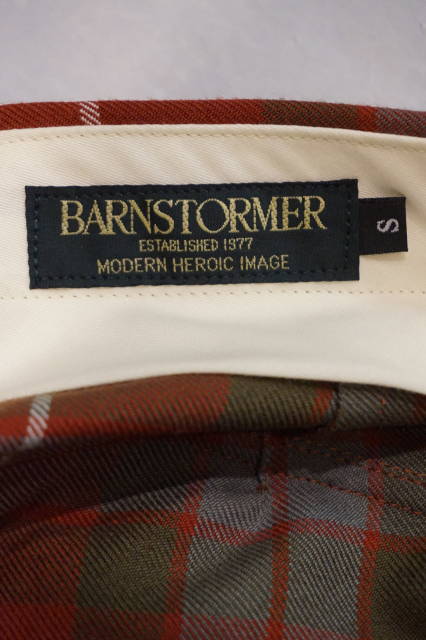 BARNSTORMER
ESTABLISHED 1977
MODERN HEROIC IMAGE
S